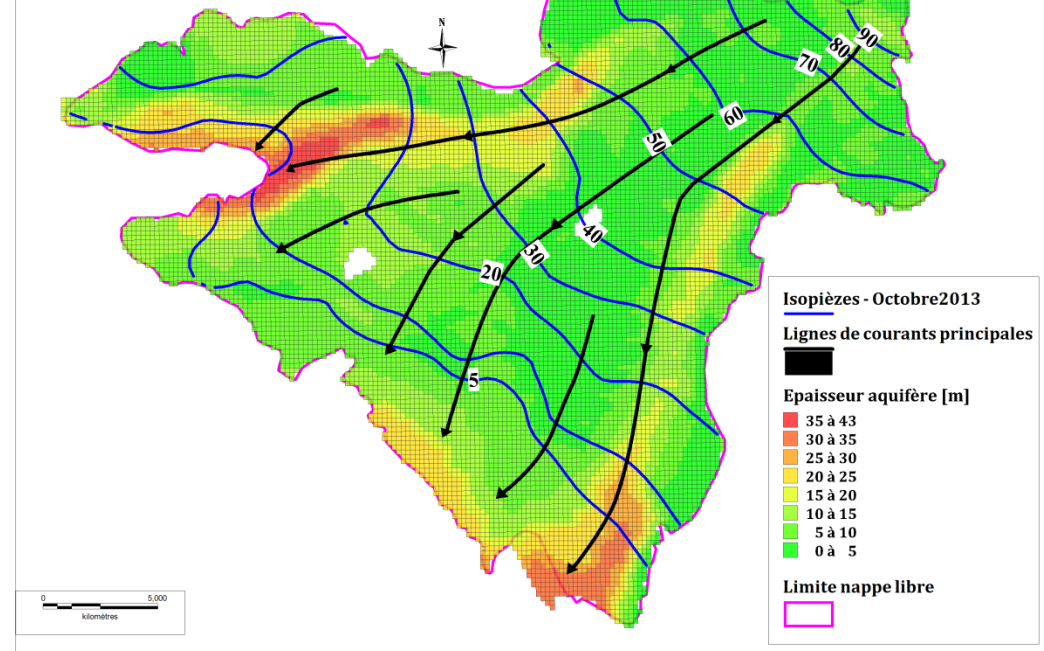 N
90
80
70
60
50
40
30
20
5
Isopièzes - Octobre2013
Lignes de courants principales
Epaisseur aquifère [m]
35 à 43
30 à 35
25 à 30
20 à 25
15 à 20
10 à 15
5 à 10
0 à 5
Limite nappe libre
0 5,000
kilomètres